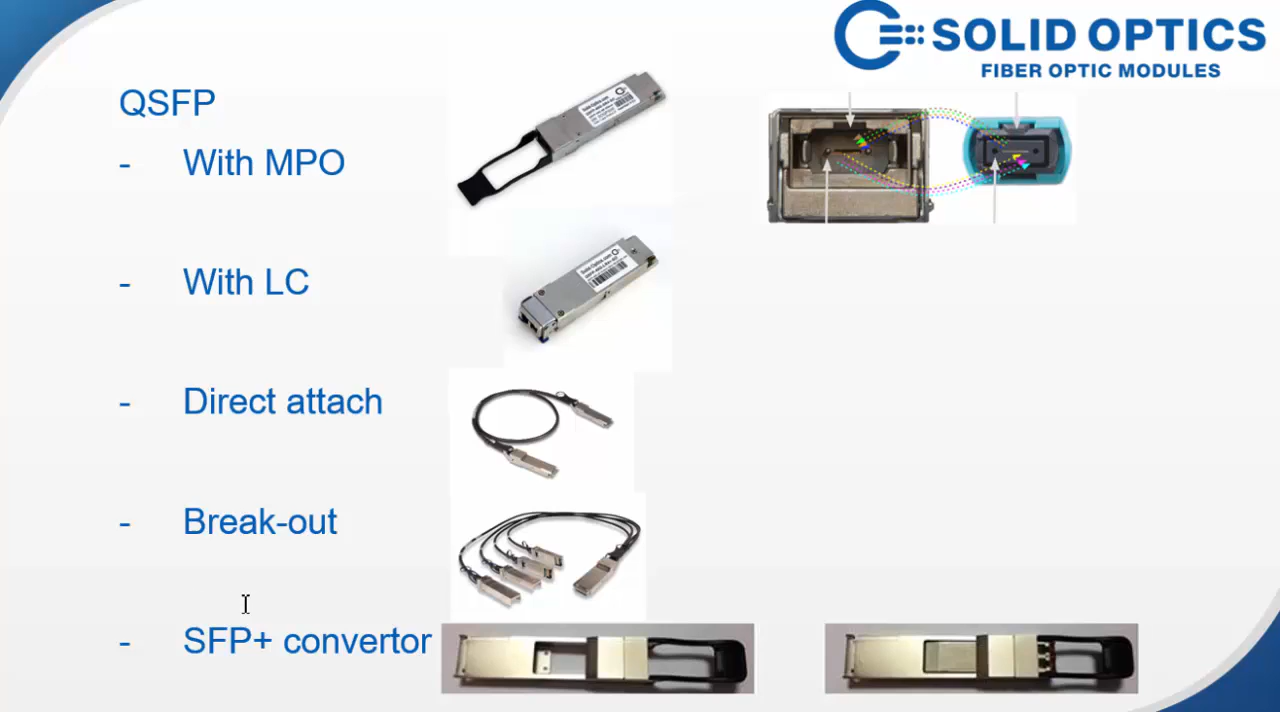 SOLID OPTICS
FIBER OPTIC MODULES
QSFP
- With MPO
- With LC
- Direct attach
- Break-out
- SFP+ convertor